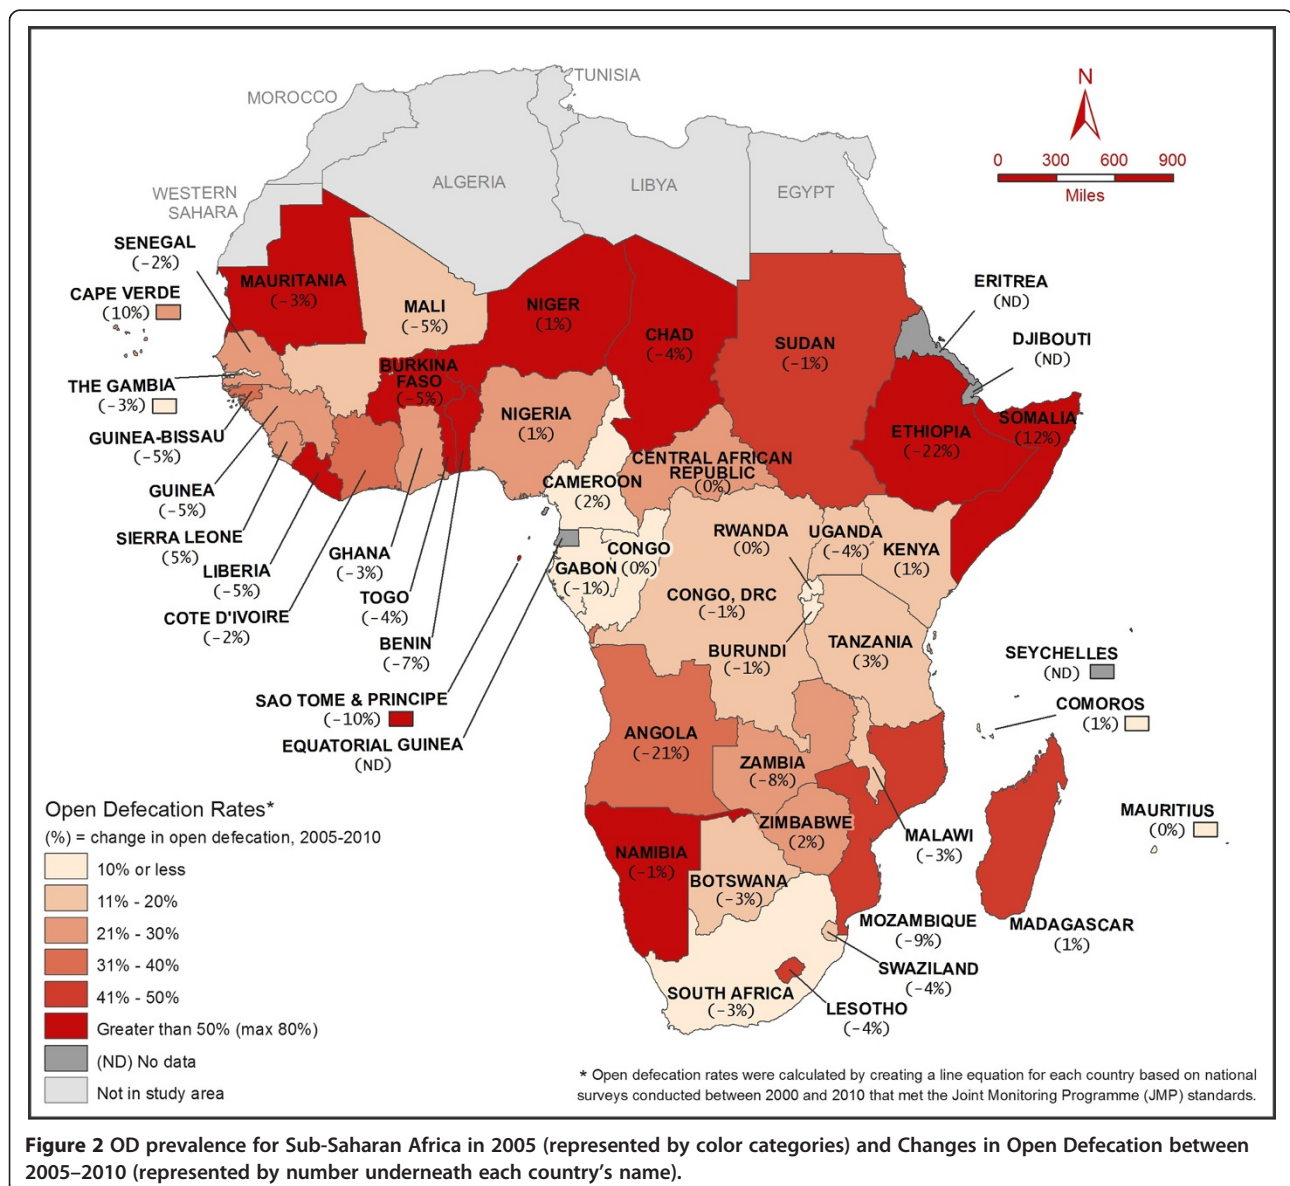 TUNISIA
MOROCCO
N
0 300 600 900
Miles
ALGERIA
LIBYA
EGYPT
WESTERN
SAHARA
SENEGAL
(-2%)
MAURITANIA
(-3%)
CAPE VERDE
(10%)
MALI
(-5%)
NIGER
(1%)
CHAD
(-4%)
SUDAN
(-1%)
ERITREA
(ND)
DJIBOUTI
(ND)
THE GAMBIA
(-3%)
BURKINA
FASO
(-5%)
NIGERIA
(1%)
ETHIOPIA
(-22%)
SOMALIA
(12%)
GUINEA-BISSAU
(-5%)
CENTRAL AFRICAN
REPUBLIC
(0%)
CAMEROON
(2%)
GUINEA
(-5%)
SIERRA LEONE
(5%)
LIBERIA
(-5%)
GHANA
(-3%)
COTE D'IVOIRE
(-2%)
TOGO
(-4%)
BENIN
(-7%)
RWANDA
(0%)
UGANDA
(-4%)
KENYA
(1%)
CONGO
(0%)
GABON
(-1%)
CONGO, DRC
(-1%)
BURUNDI
(-1%)
TANZANIA
(3%)
SEYCHELLES
(ND)
COMOROS
(1%)
SAO TOME & PRINCIPE
(-10%)
EQUATORIAL GUINEA
(ND)
ANGOLA
(-21%)
ZAMBIA
(-8%)
MAURITIUS
(0%)
ZIMBABWE
(2%)
MALAWI
(-3%)
NAMIBIA
(-1%)
BOTSWANA
(-3%)
MOZAMBIQUE
(-9%)
MADAGASCAR
(1%)
SWAZILAND
(-4%)
SOUTH AFRICA
(-3%)
LESOTHO
(-4%)
Open Defecation Rates*
(%) = change in open defecation, 2005-2010
10% or less
11% - 20%
21% - 30%
31% - 40%
41% - 50%
Greater than 50% (max 80%)
(ND) No data
Not in study area
* Open defecation rates were calculated by creating a line equation for each country based on national
surveys conducted between 2000 and 2010 that met the Joint Monitoring Programme (JMP) standards.
Figure 2 OD prevalence for Sub-Saharan Africa in 2005 (represented by color categories) and Changes in Open Defecation between
2005–2010 (represented by number underneath each country's name).